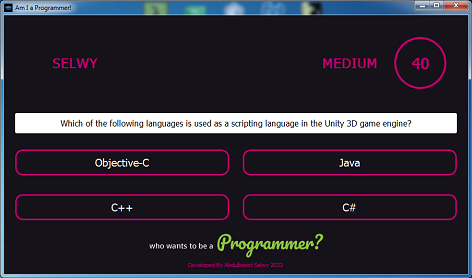 Am I a Programmer!
SELWY MEDIUM 40
Which of the following languages is used as a scripting language in the Unity 3D game engine?
Objective-C Java
C++ C#
who wants to be a Programmer?
Developed By Abdulbaset Selwy 2022